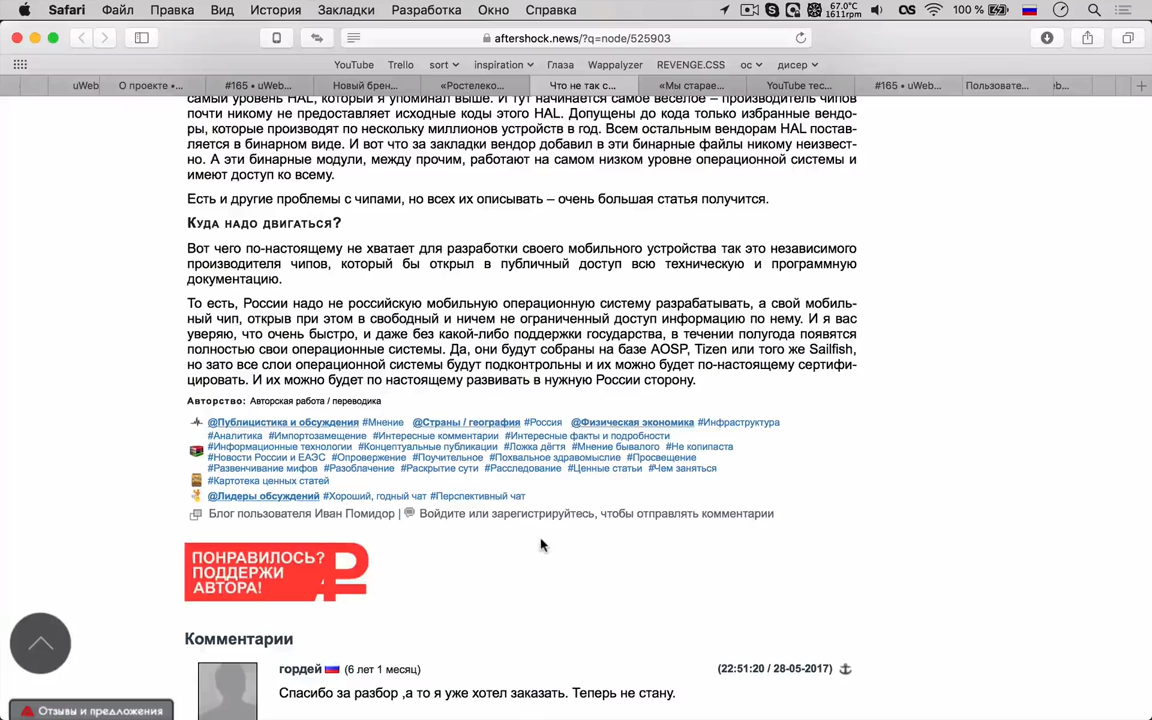 Safari Файл Правка Вид История Закладки Разработка Окно Справка 67.0°C 1611rpm 100 %
aftershock.news/?q=node/525903
YouTube Trello sort inspiration Глаза Wappalyzer REVENGE.CSS ос дисер
uWeb О проекте •... #165 • uWeb... Новый брен... «Ростелеко... Что не так с... «Мы старае... YouTube тес... #165 • uWeb... Пользовате... b...
самый уровень HAL, который я упоминал выше. И тут начинается самое веселое – производитель чипов
почти никому не предоставляет исходные коды этого HAL. Допущены до кода только избранные вендо-
ры, которые производят по нескольку миллионов устройств в год. Всем остальным вендорам HAL постав-
ляется в бинарном виде. И вот что за закладки вендор добавил в эти бинарные файлы никому неизвест-
но. А эти бинарные модули, между прочим, работают на самом низком уровне операционной системы и
имеют доступ ко всему.
Есть и другие проблемы с чипами, но всех их описывать – очень большая статья получится.
Куда надо двигаться?
Вот чего по-настоящему не хватает для разработки своего мобильного устройства так это независимого
производителя чипов, который бы открыл в публичный доступ всю техническую и программную
документацию.
То есть, России надо не российскую мобильную операционную систему разрабатывать, а свой мобиль-
ный чип, открыв при этом в свободный и ничем не ограниченный доступ информацию по нему. И я вас
уверяю, что очень быстро, и даже без какой-либо поддержки государства, в течении полугода появятся
полностью свои операционные системы. Да, они будут собраны на базе AOSP, Tizen или того же Sailfish,
но зато все слои операционной системы будут подконтрольны и их можно будет по-настоящему сертифи-
цировать. И их можно будет по настоящему развивать в нужную России сторону.
Авторство: Авторская работа / переводика
@Публицистика и обсуждения #Мнение @Страны / география #Россия @Физическая экономика #Инфраструктура
#Аналитика #Импортозамещение #Интересные комментарии #Интересные факты и подробности
#Информационные технологии #Концептуальные публикации #Ложка дёгтя #Мнение бывалого #Не копипаста
#Новости России и ЕАЭС #Опровержение #Поучительное #Похвальное здравомыслие #Просвещение
#Развенчивание мифов #Разоблачение #Раскрытие сути #Расследование #Ценные статьи #Чем заняться
#Картотека ценных статей
@Лидеры обсуждений #Хороший, годный чат #Перспективный чат
Блог пользователя Иван Помидор | Войдите или зарегистрируйтесь, чтобы отправлять комментарии
ПОНРАВИЛОСЬ?
ПОДДЕРЖИ
АВТОРА!
Комментарии
гордей (6 лет 1 месяц) (22:51:20 / 28-05-2017)
Спасибо за разбор ,а то я уже хотел заказать. Теперь не стану.
Отзывы и предложения